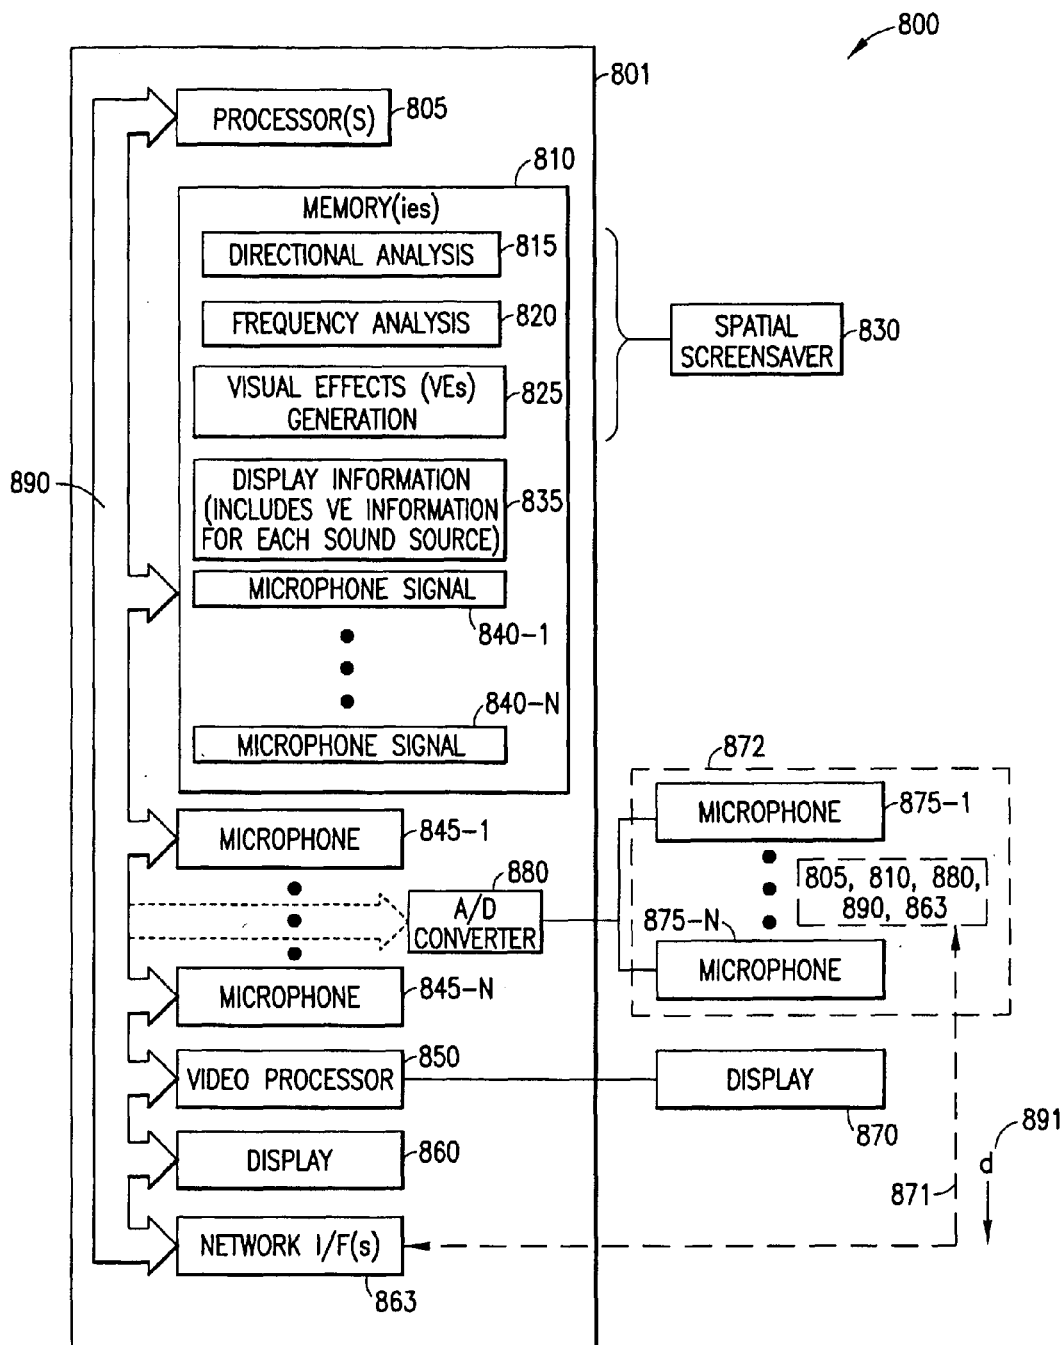 800
801
PROCESSOR(S)
805
810
MEMORY(ies)
DIRECTIONAL ANALYSIS
815
FREQUENCY ANALYSIS
820
VISUAL EFFECTS (VEs)
GENERATION
825
SPATIAL
SCREENSAVER
830
890
DISPLAY INFORMATION
(INCLUDES VE INFORMATION
FOR EACH SOUND SOURCE)
835
MICROPHONE SIGNAL
840-1
840-N
MICROPHONE SIGNAL
872
MICROPHONE
845-1
MICROPHONE
875-1
880
A/D
CONVERTER
805, 810, 880,
890, 863
875-N
MICROPHONE
MICROPHONE
845-N
850
VIDEO PROCESSOR
DISPLAY
870
DISPLAY
860
891
d
871
NETWORK I/F(s)
863